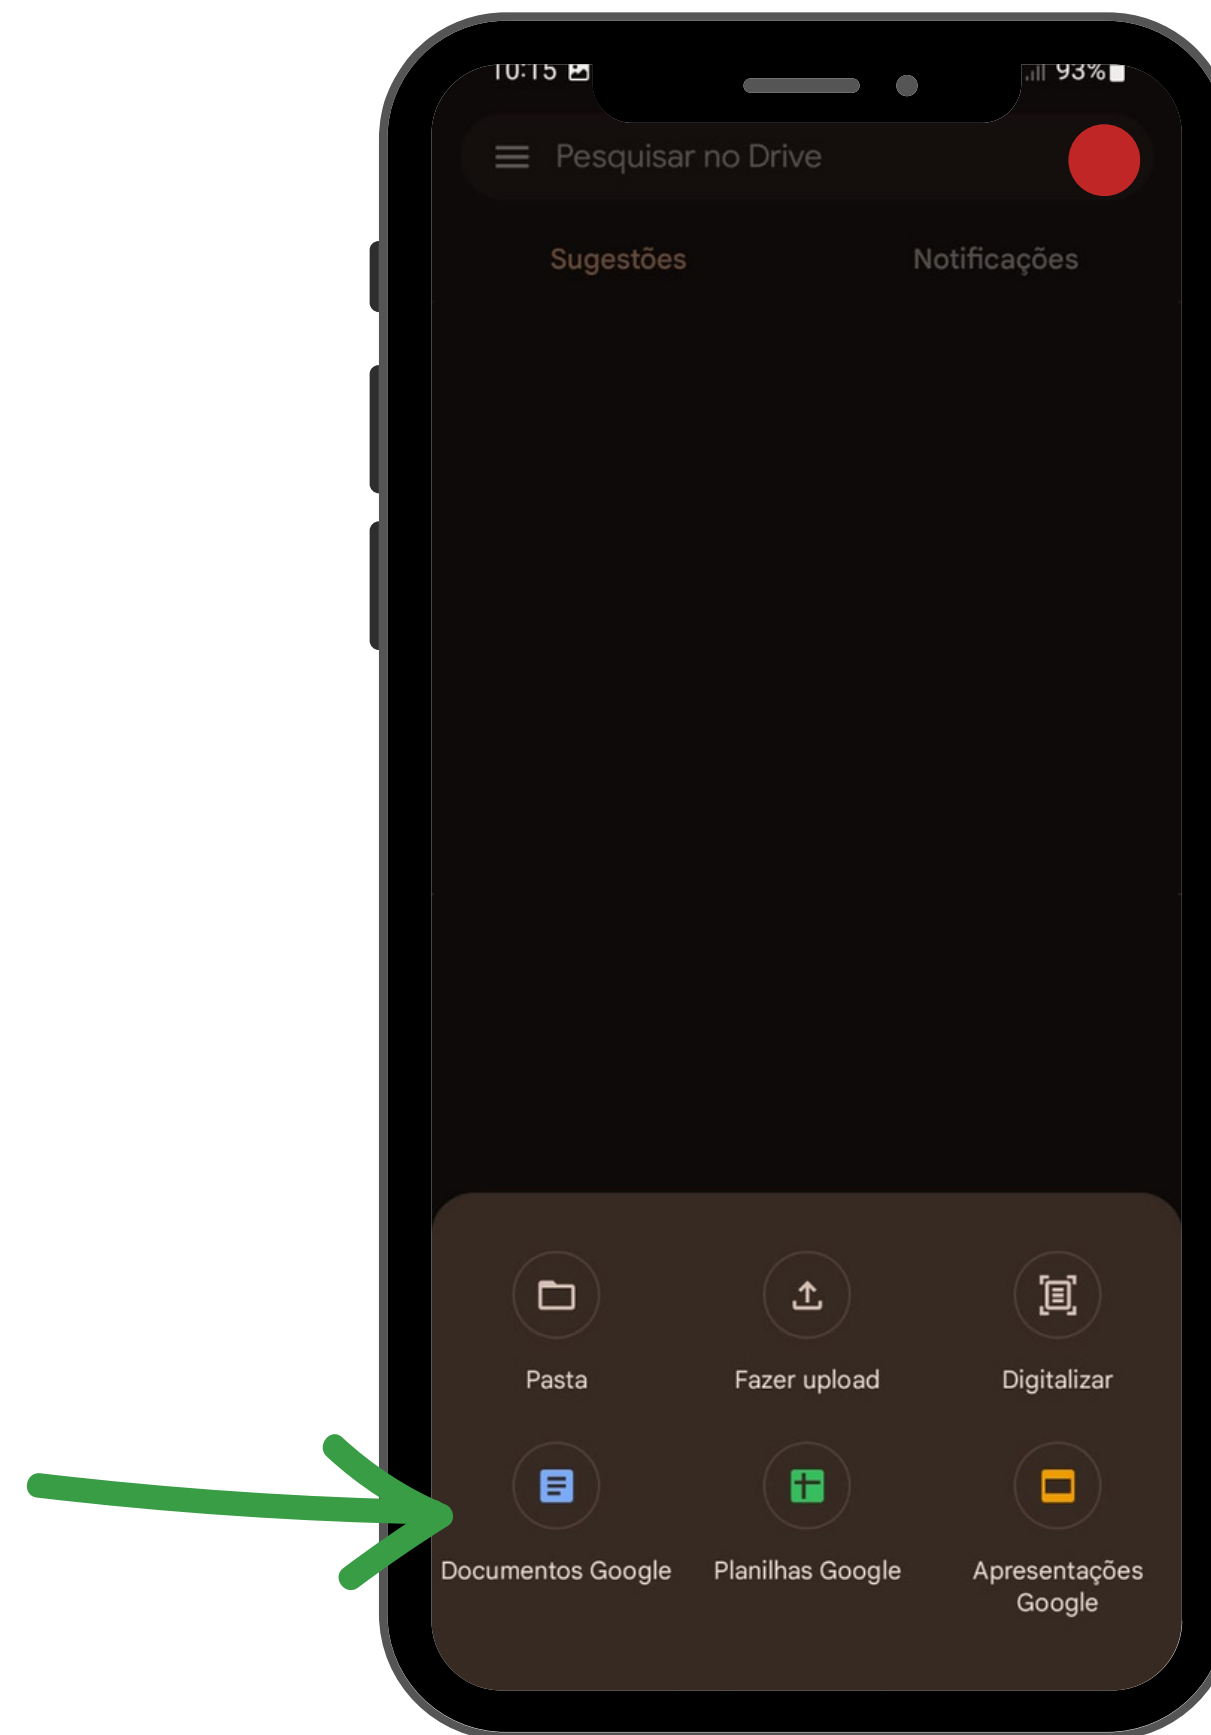 10:15
93%
Pesquisar no Drive
Sugestões
Notificações
Pasta
Fazer upload
Digitalizar
Documentos Google
Planilhas Google
Apresentações
Google